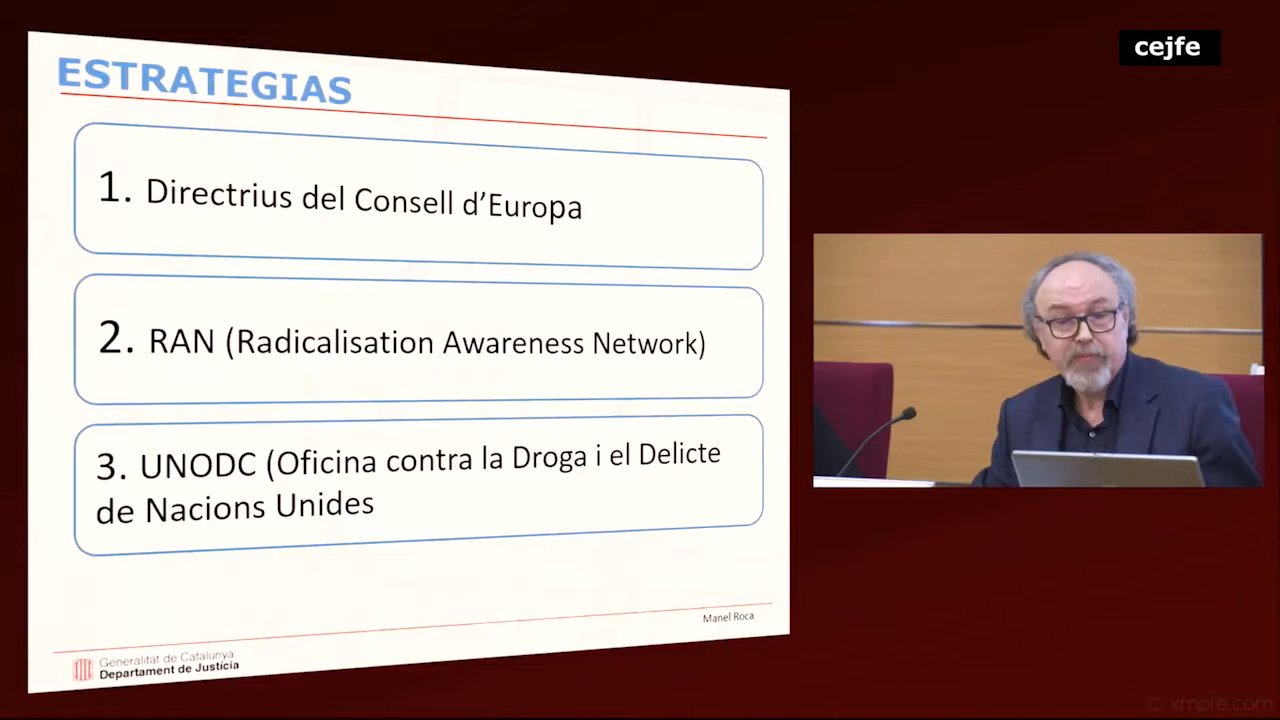 cejfe
ESTRATEGIAS
1. Directrius del Consell d’Europa
2. RAN (Radicalisation Awareness Network)
3. UNODC (Oficina contra la Droga i el Delicte
de Nacions Unides
Manel Roca
Generalitat de Catalunya
Departament de Justícia
© xmple.com